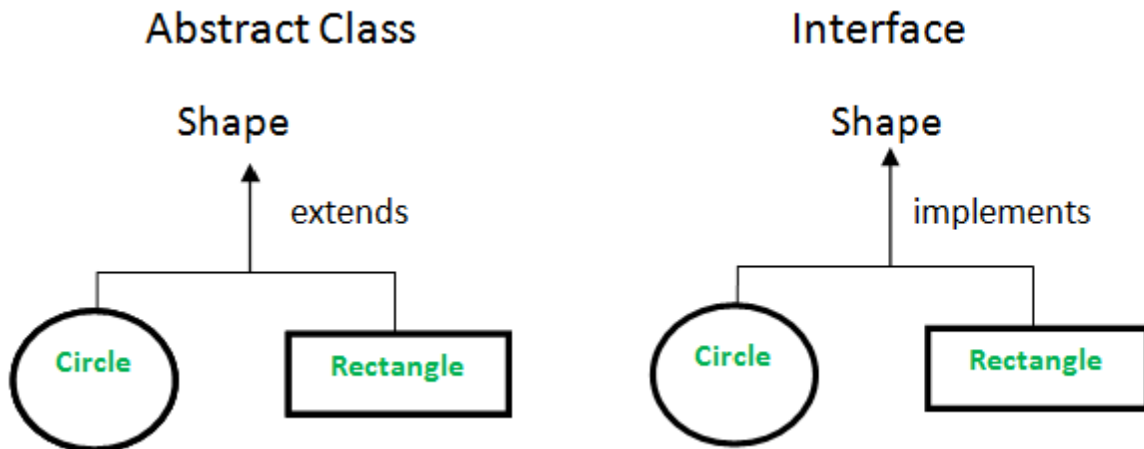 Abstract Class
Shape
extends
Circle
Rectangle
Interface
Shape
implements
Circle
Rectangle